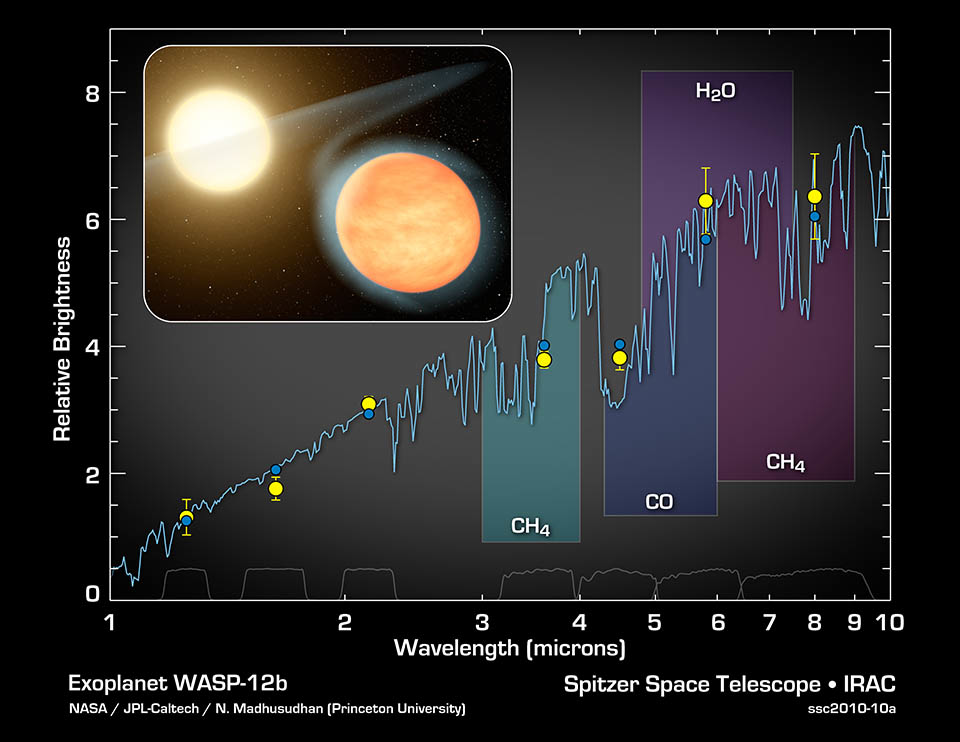 H₂O
8
6
Relative Brightness
4
CH₄
2
CO
CH₄
0
1 2 3 4 5 6 7 8 9 10
Wavelength (microns)
Exoplanet WASP-12b
Spitzer Space Telescope • IRAC
NASA / JPL-Caltech / N. Madhusudhan (Princeton University)
ssc2010-10a